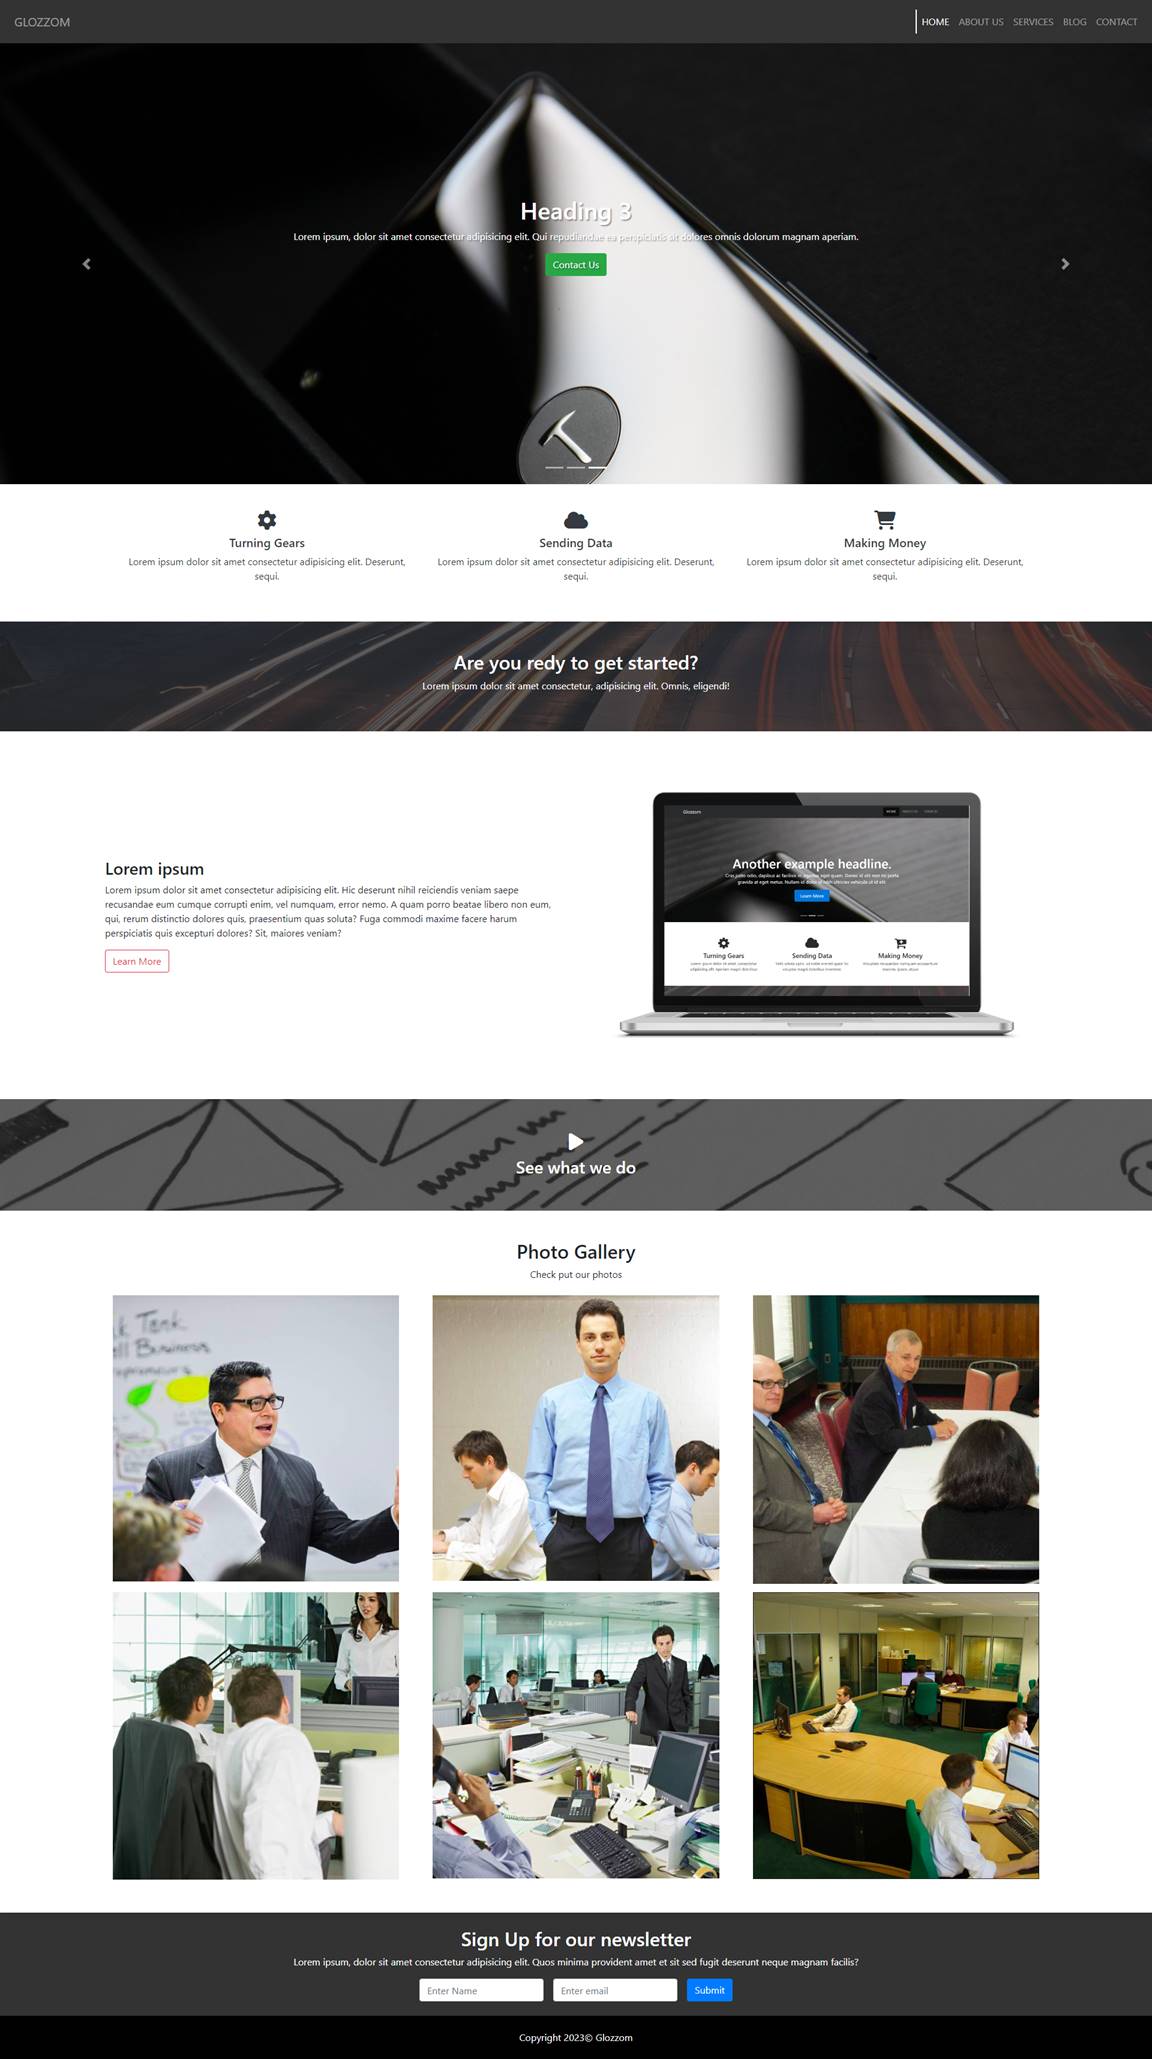 GLOZZOM
HOME ABOUT US SERVICES BLOG CONTACT
Heading 3
Lorem ipsum, dolor sit amet consectetur adipisicing elit. Qui repudiandae ea perspiciatis sit dolores omnis dolorum magnam aperiam.
Contact Us
Turning Gears
Lorem ipsum dolor sit amet consectetur adipisicing elit. Deserunt,
sequi.
Sending Data
Lorem ipsum dolor sit amet consectetur adipisicing elit. Deserunt,
sequi.
Making Money
Lorem ipsum dolor sit amet consectetur adipisicing elit. Deserunt,
sequi.
Are you redy to get started?
Lorem ipsum dolor sit amet consectetur, adipisicing elit. Omnis, eligendi!
Lorem ipsum
Lorem ipsum dolor sit amet consectetur adipisicing elit. Hic deserunt nihil reiciendis veniam saepe
recusandae eum cumque corrupti enim, vel numquam, error nemo. A quam porro beatae libero non eum,
qui, rerum distinctio dolores quis, praesentium quas soluta? Fuga commodi maxime facere harum
perspiciatis quis excepturi dolores? Sit, maiores veniam?
Learn More
Glozzom
HOME ABOUT US
Another example headline.
Learn More
Turning Gears
Sending Data
Making Money
See what we do
Photo Gallery
Check put our photos
k Tank
ll Business
Sign Up for our newsletter
Lorem ipsum, dolor sit amet consectetur adipisicing elit. Quos minima provident amet et sit sed fugit deserunt neque magnam facilis?
Enter Name
Enter email
Submit
Copyright 2023© Glozzom